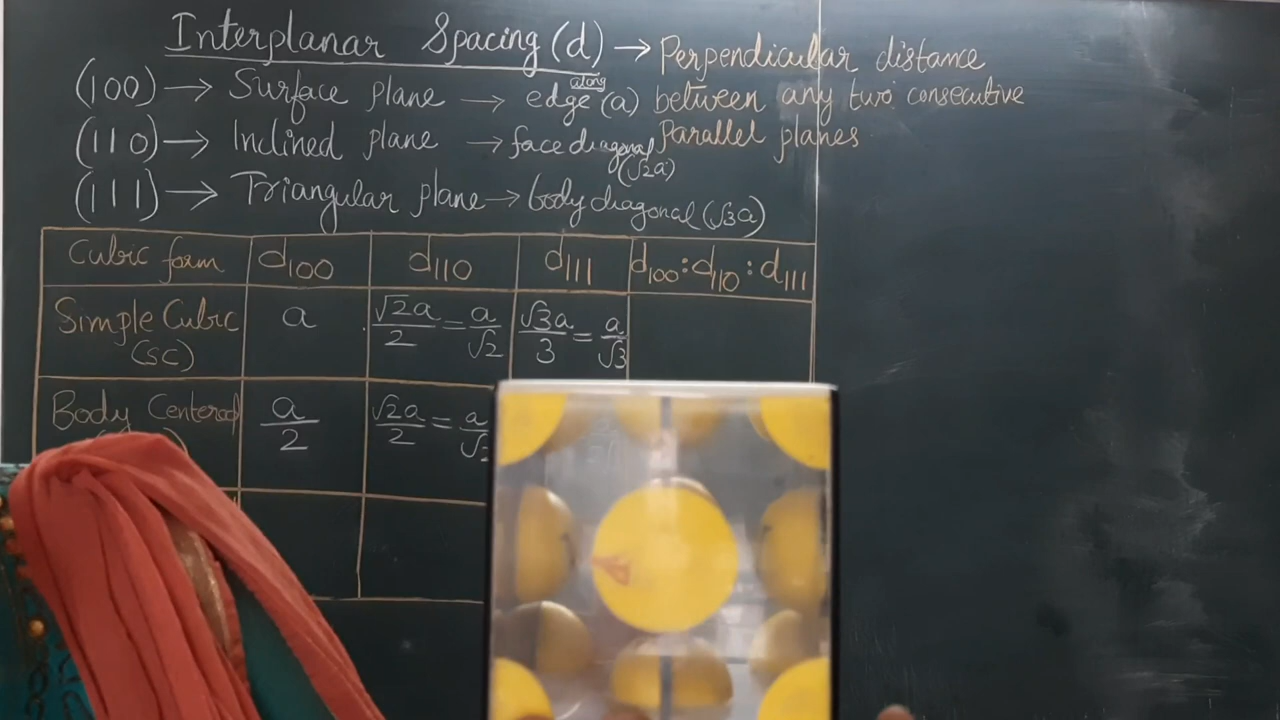 Interplanar Spacing (d) → Perpendicular distance
(100) → Surface plane → edge along (a) between any two consecutive
(110) → Inclined plane → face diagonal (√2a) Parallel planes
(111) → Triangular plane → body diagonal (√3a)
Cubic form d100 d110 d111 d100 : d110 : d111
Simple Cubic (SC) a √2a/2 = a/√2 √3a/3 = a/√3
Body Centered a/2 √2a/2 = a/√2